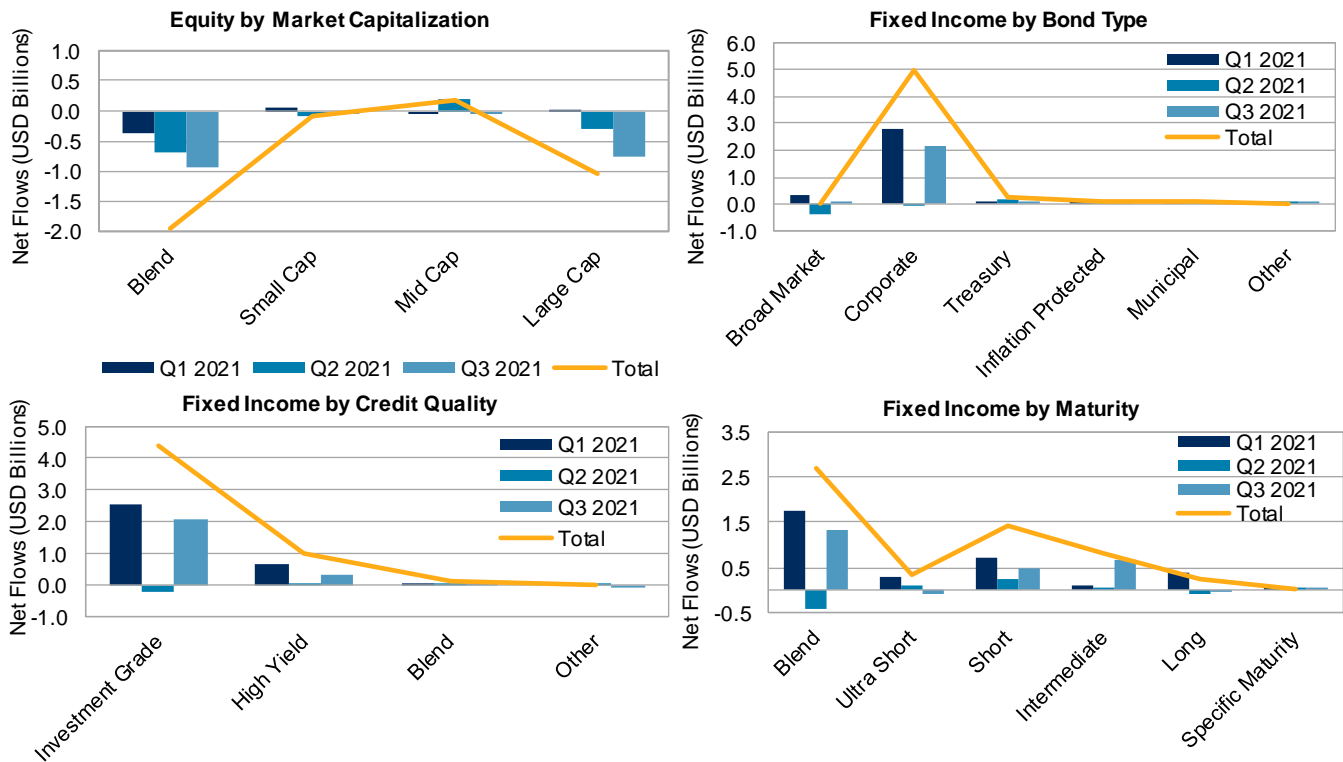 Equity by Market Capitalization
Net Flows (USD Billions)
1.0
0.5
0.0
-0.5
-1.0
-1.5
-2.0
Blend
Small Cap
Mid Cap
Large Cap
Q1 2021 Q2 2021 Q3 2021 Total
Fixed Income by Bond Type
Net Flows (USD Billions)
6.0
5.0
4.0
3.0
2.0
1.0
0.0
-1.0
Q1 2021
Q2 2021
Q3 2021
Total
Broad Market
Corporate
Treasury
Inflation Protected
Municipal
Other
Fixed Income by Credit Quality
Net Flows (USD Billions)
5.0
4.0
3.0
2.0
1.0
0.0
-1.0
Q1 2021
Q2 2021
Q3 2021
Total
Investment Grade
High Yield
Blend
Other
Fixed Income by Maturity
Net Flows (USD Billions)
3.5
2.5
1.5
0.5
-0.5
Q1 2021
Q2 2021
Q3 2021
Total
Blend
Ultra Short
Short
Intermediate
Long
Specific Maturity